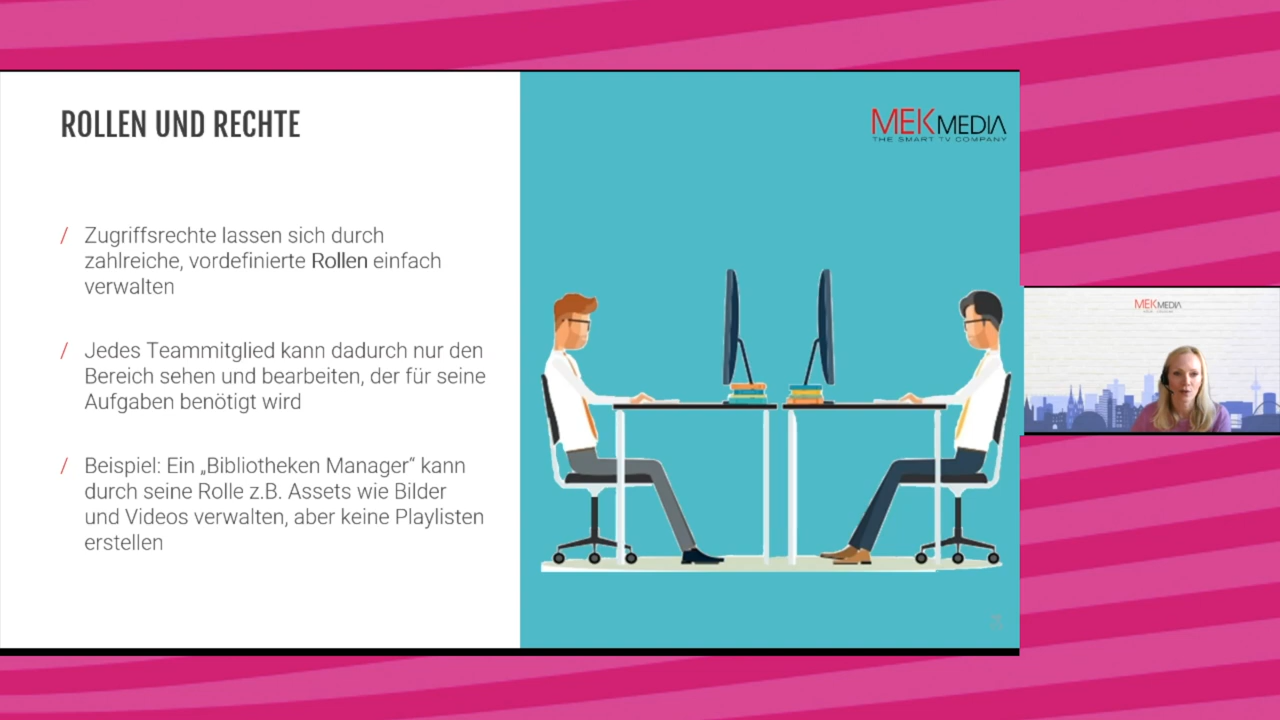 ROLLEN UND RECHTE
MEKMEDIA
THE SMART TV COMPANY
/ Zugriffsrechte lassen sich durch
zahlreiche, vordefinierte Rollen einfach
verwalten
/ Jedes Teammitglied kann dadurch nur den
Bereich sehen und bearbeiten, der für seine
Aufgaben benötigt wird
/ Beispiel: Ein „Bibliotheken Manager“ kann
durch seine Rolle z.B. Assets wie Bilder
und Videos verwalten, aber keine Playlisten
erstellen
MEKMEDIA